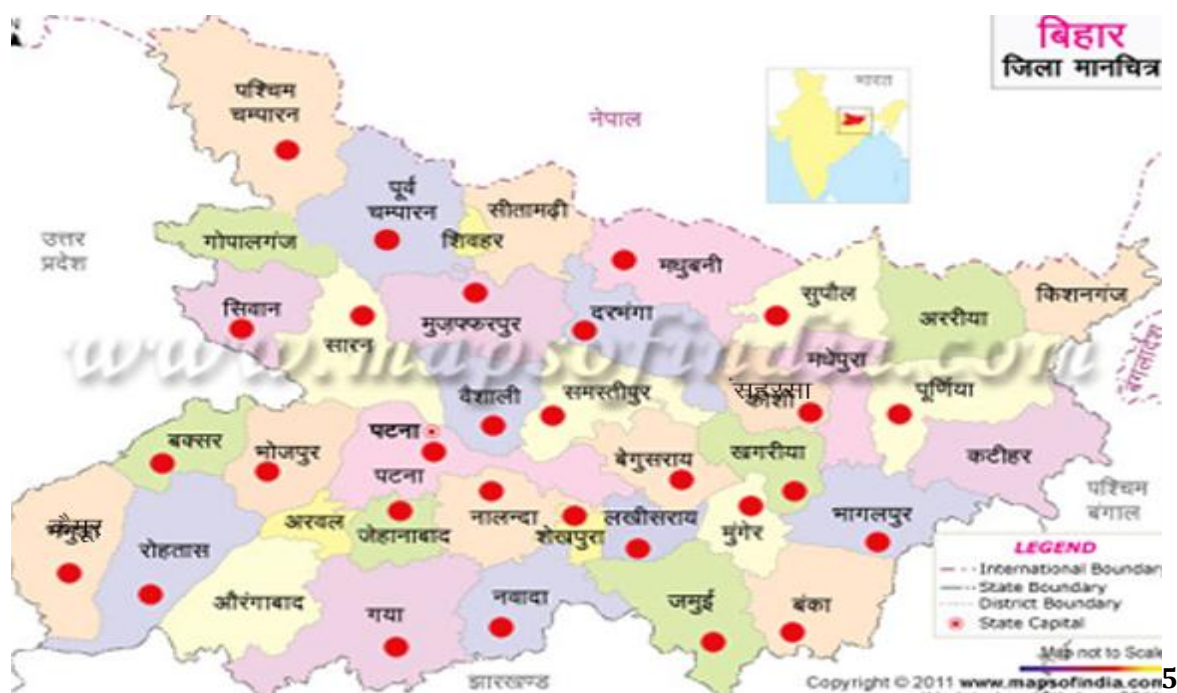 बिहार
जिला मानचित्र
भारत
नेपाल
पश्चिम
चम्पारन
पूर्व
चम्पारन
सीतामढ़ी
शिवहर
गोपालगंज
उत्तर
प्रदेश
मधुबनी
सुपौल
अररीया
किशनगंज
सिवान
सारन
मुज़फ्फरपुर
दरभंगा
मधेपुरा
बंगलादेश
www.mapsofindia.com
वैशाली
समस्तीपुर
सहरसा
पूर्णिया
बक्सर
भोजपुर
पटना
पटना
बेगुसराय
खगरीया
कटीहर
पश्चिम
बंगाल
रोहतास
अरवल
जेहानाबाद
नालन्दा
शेखपुरा
लखीसराय
मुंगेर
भागलपुर
औरंगाबाद
गया
नवादा
जमुई
बंका
झारखण्ड
LEGEND
International Boundary
State Boundary
District Boundary
State Capital
Map not to Scale
Copyright © 2011 www.mapsofindia.com
5